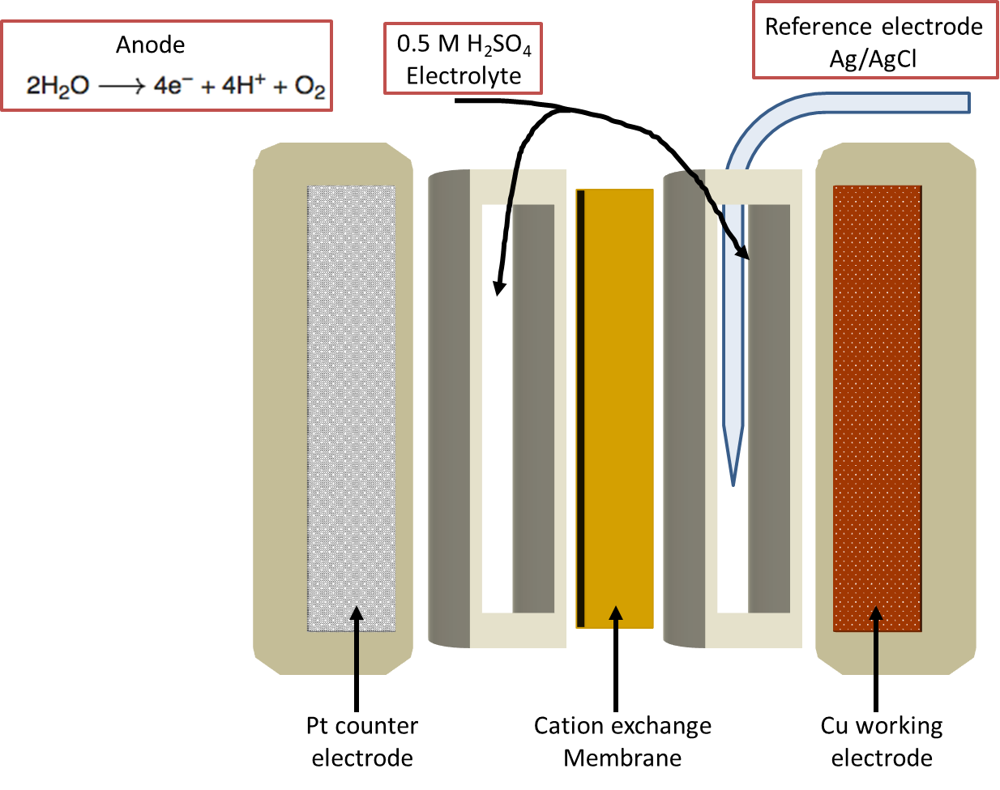 Anode
2H₂O ⟶ 4e⁻ + 4H⁺ + O₂
0.5 M H₂SO₄
Electrolyte
Reference electrode
Ag/AgCl
Pt counter
electrode
Cation exchange
Membrane
Cu working
electrode